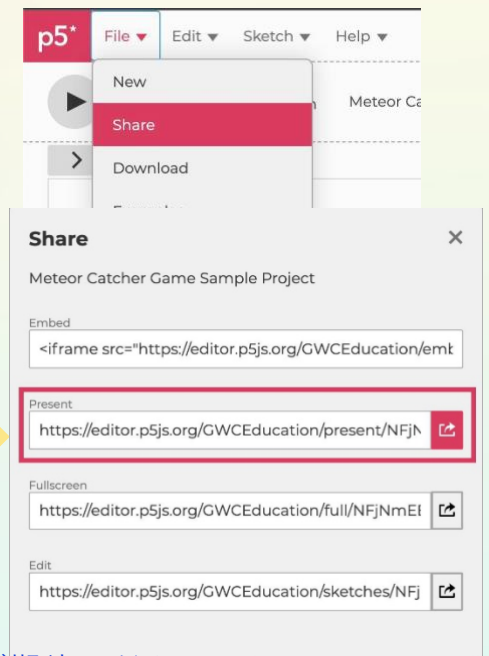 p5* File ▼ Edit ▼ Sketch ▼ Help ▼
New
Meteor Ca
Share
Download
Share ×
Meteor Catcher Game Sample Project
Embed
<iframe src="https://editor.p5js.org/GWCEducation/emb
Present
https://editor.p5js.org/GWCEducation/present/NFjN
Fullscreen
https://editor.p5js.org/GWCEducation/full/NFjNmE
Edit
https://editor.p5js.org/GWCEducation/sketches/NFj